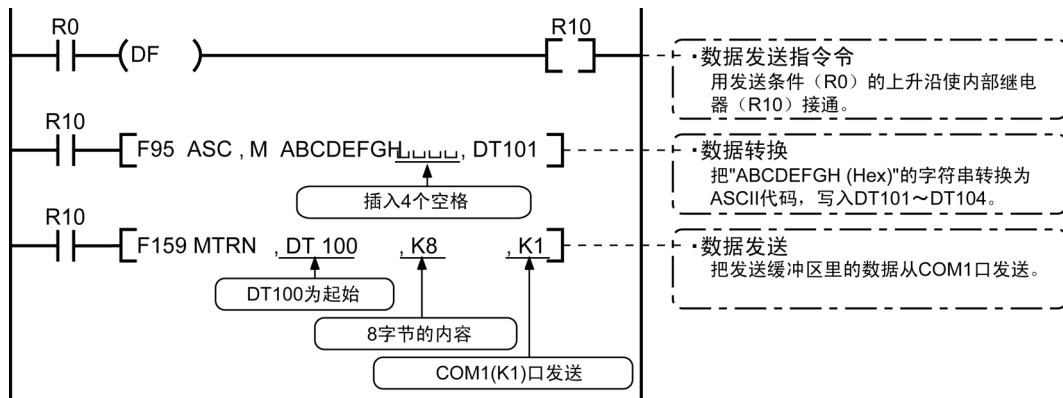 R0
(DF )
R10
·数据发送指令令
用发送条件（R0）的上升沿使内部继电
器（R10）接通。
R10
F95 ASC , M ABCDEFGH␣␣␣␣, DT101
·数据转换
把"ABCDEFGH (Hex)"的字符串转换为
ASCII代码，写入DT101～DT104。
插入4个空格
R10
F159 MTRN , DT 100 , K8 , K1
·数据发送
把发送缓冲区里的数据从COM1口发送。
DT100为起始
8字节的内容
COM1(K1)口发送